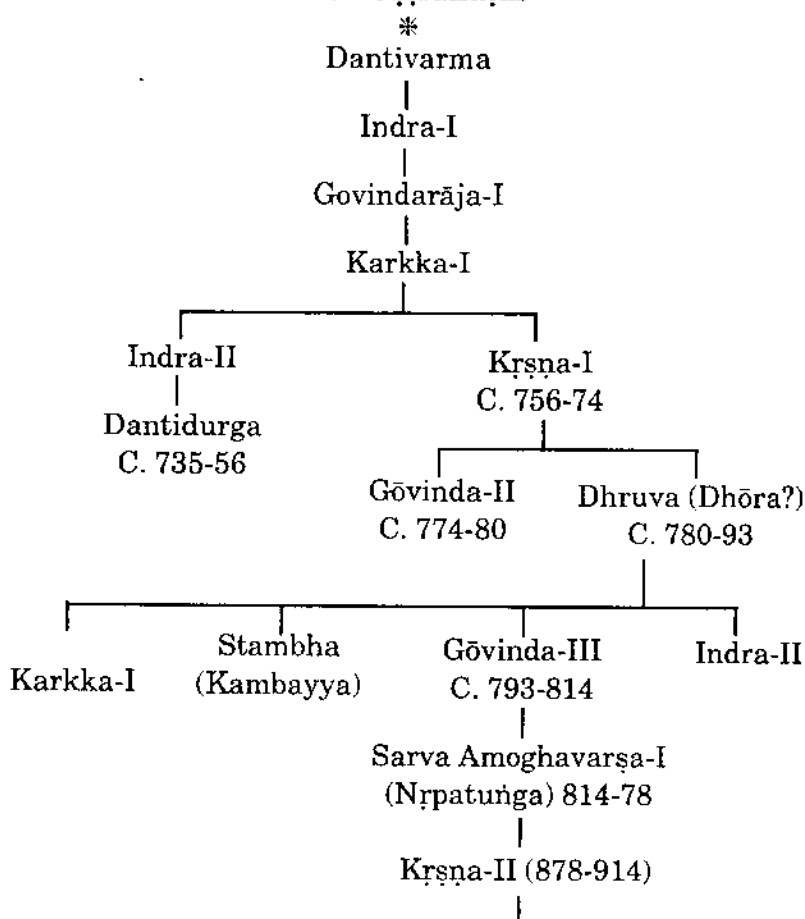 *
Dantivarma
Indra-I
Govindarāja-I
Karkka-I
Indra-II
Kṛṣṇa-I
Dantidurga
C. 756-74
C. 735-56
Gōvinda-II
Dhruva (Dhōra?)
C. 774-80
C. 780-93
Karkka-I
Stambha
(Kambayya)
Gōvinda-III
C. 793-814
Indra-II
Sarva Amoghavarṣa-I
(Nṛpatuṅga) 814-78
Kṛṣṇa-II (878-914)